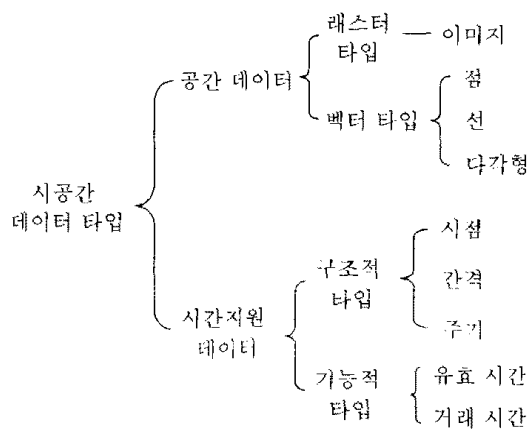 래스터
타입
이미지
공간 데이터
점
벡터 타입
선
다각형
시공간
데이터 타입
시점
구조적
타입
간격
시간지원
데이터
주기
기능적
타입
유효 시간
거래 시간